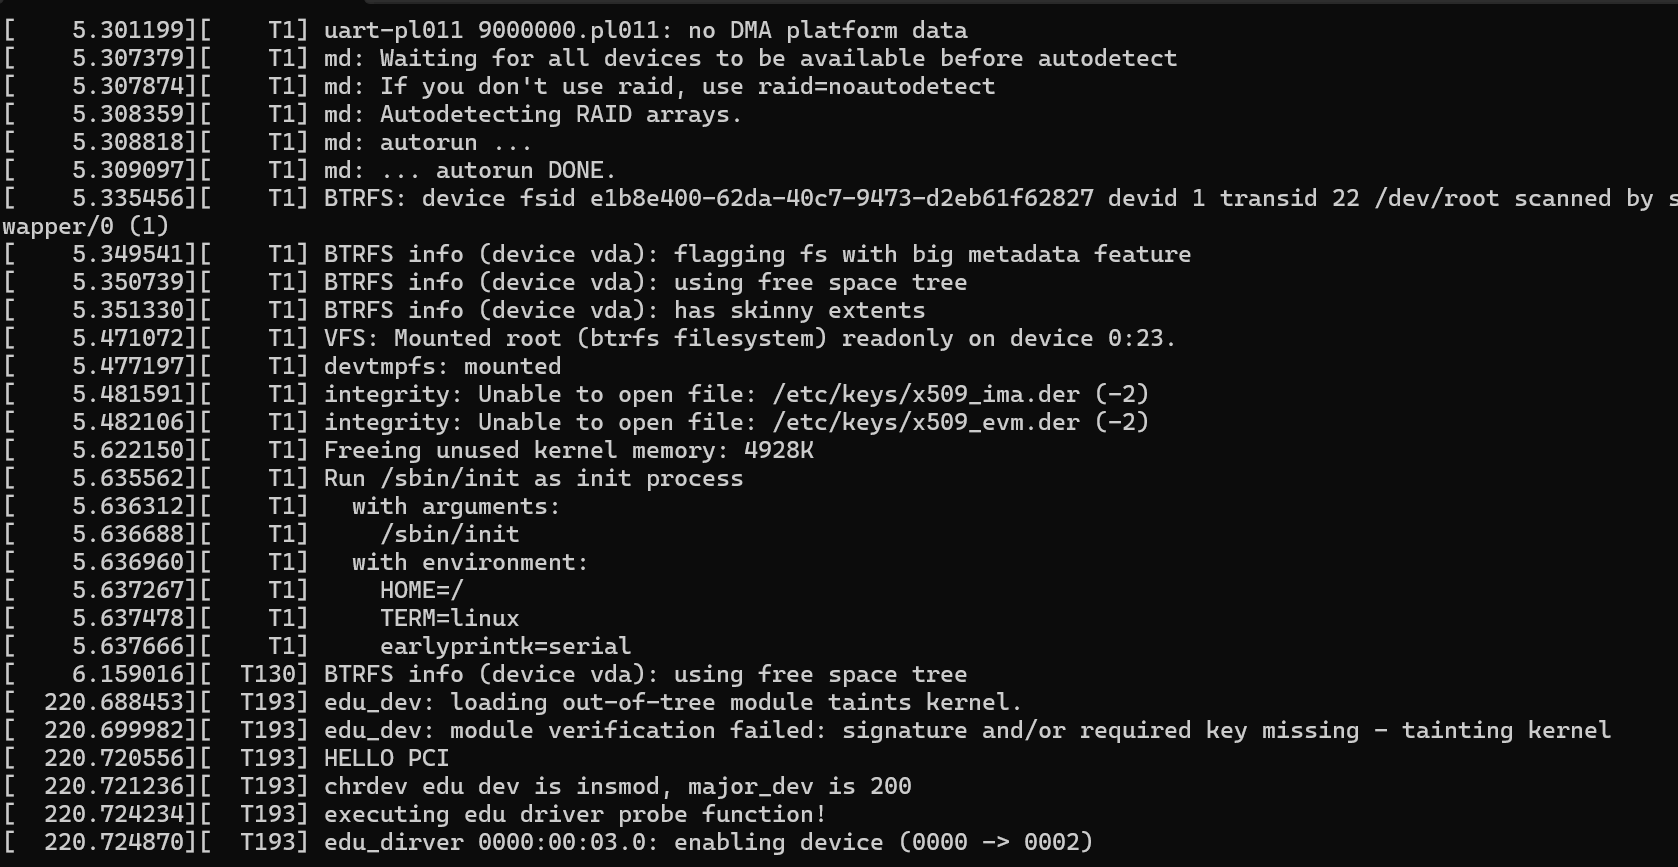 [    5.301199][    T1] uart-pl011 9000000.pl011: no DMA platform data
[    5.307379][    T1] md: Waiting for all devices to be available before autodetect
[    5.307874][    T1] md: If you don't use raid, use raid=noautodetect
[    5.308359][    T1] md: Autodetecting RAID arrays.
[    5.308818][    T1] md: autorun ...
[    5.309097][    T1] md: ... autorun DONE.
[    5.335456][    T1] BTRFS: device fsid e1b8e400-62da-40c7-9473-d2eb61f62827 devid 1 transid 22 /dev/root scanned by s
wapper/0 (1)
[    5.349541][    T1] BTRFS info (device vda): flagging fs with big metadata feature
[    5.350739][    T1] BTRFS info (device vda): using free space tree
[    5.351330][    T1] BTRFS info (device vda): has skinny extents
[    5.471072][    T1] VFS: Mounted root (btrfs filesystem) readonly on device 0:23.
[    5.477197][    T1] devtmpfs: mounted
[    5.481591][    T1] integrity: Unable to open file: /etc/keys/x509_ima.der (-2)
[    5.482106][    T1] integrity: Unable to open file: /etc/keys/x509_evm.der (-2)
[    5.622150][    T1] Freeing unused kernel memory: 4928K
[    5.635562][    T1] Run /sbin/init as init process
[    5.636312][    T1]   with arguments:
[    5.636688][    T1]     /sbin/init
[    5.636960][    T1]   with environment:
[    5.637267][    T1]     HOME=/
[    5.637478][    T1]     TERM=linux
[    5.637666][    T1]     earlyprintk=serial
[    6.159016][  T130] BTRFS info (device vda): using free space tree
[  220.688453][  T193] edu_dev: loading out-of-tree module taints kernel.
[  220.699982][  T193] edu_dev: module verification failed: signature and/or required key missing - tainting kernel
[  220.720556][  T193] HELLO PCI
[  220.721236][  T193] chrdev edu dev is insmod, major_dev is 200
[  220.724234][  T193] executing edu driver probe function!
[  220.724870][  T193] edu_dirver 0000:00:03.0: enabling device (0000 -> 0002)